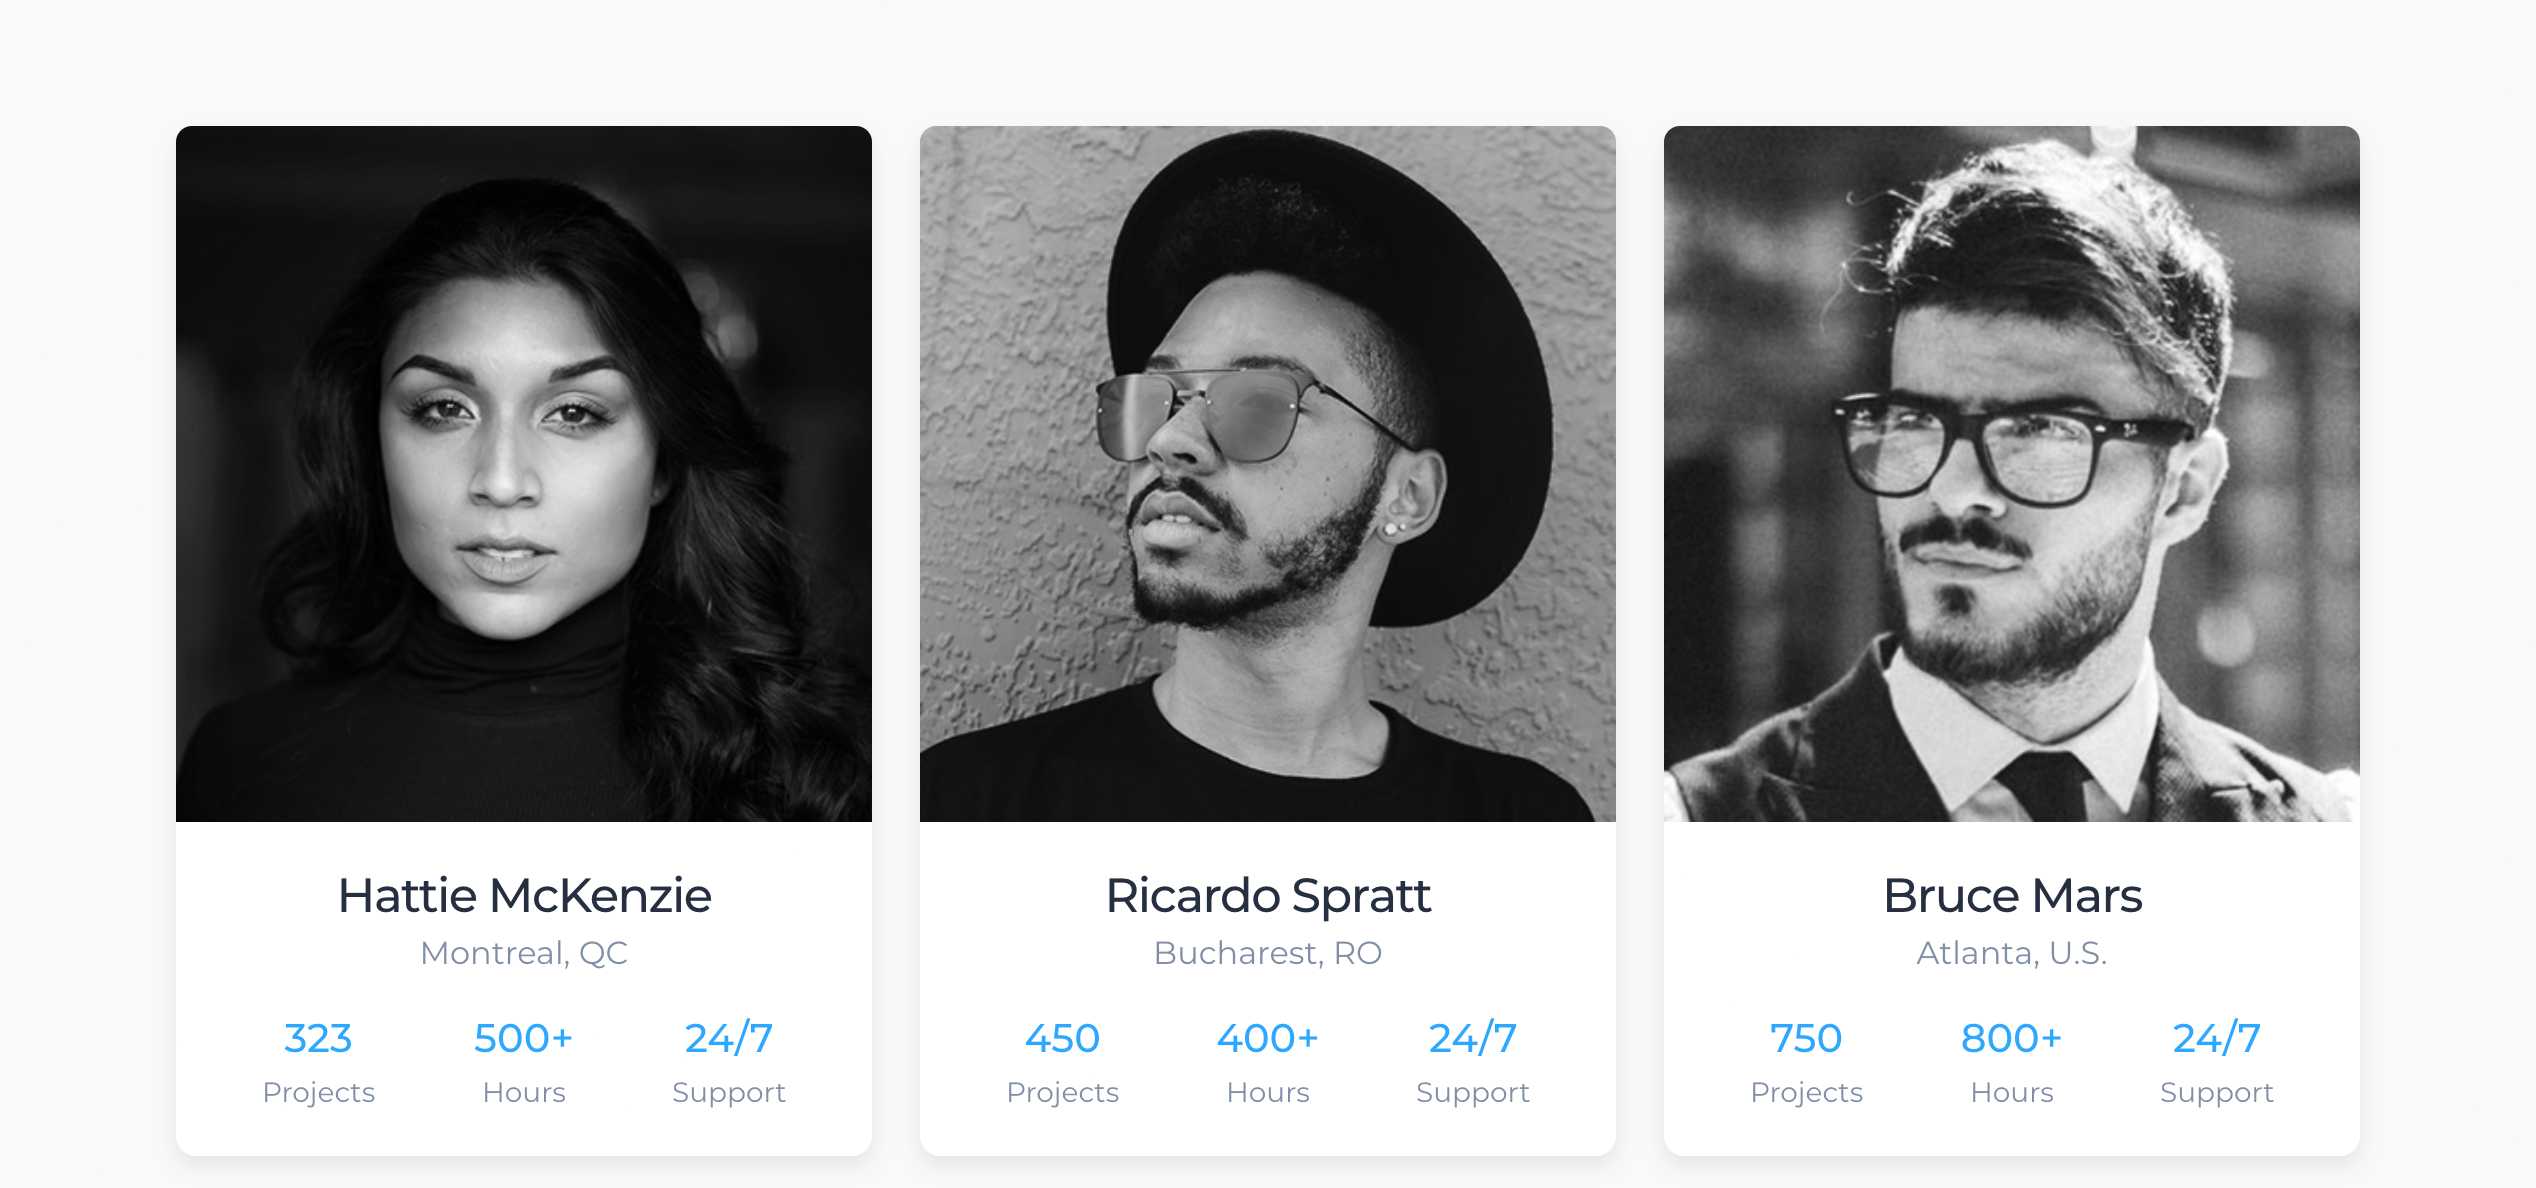 Hattie McKenzie
Montreal, QC
323 500+ 24/7
Projects Hours Support
Ricardo Spratt
Bucharest, RO
450 400+ 24/7
Projects Hours Support
Bruce Mars
Atlanta, U.S.
750 800+ 24/7
Projects Hours Support